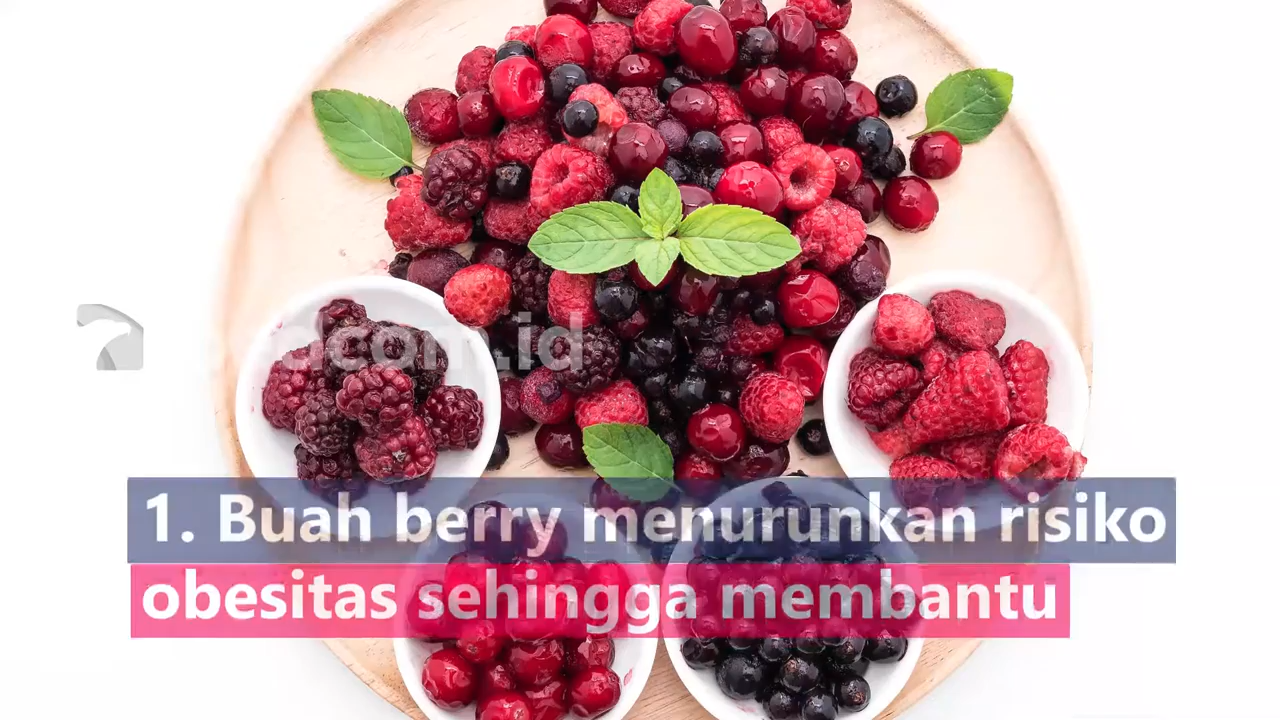 1. Buah berry menurunkan risiko
obesitas sehingga membantu